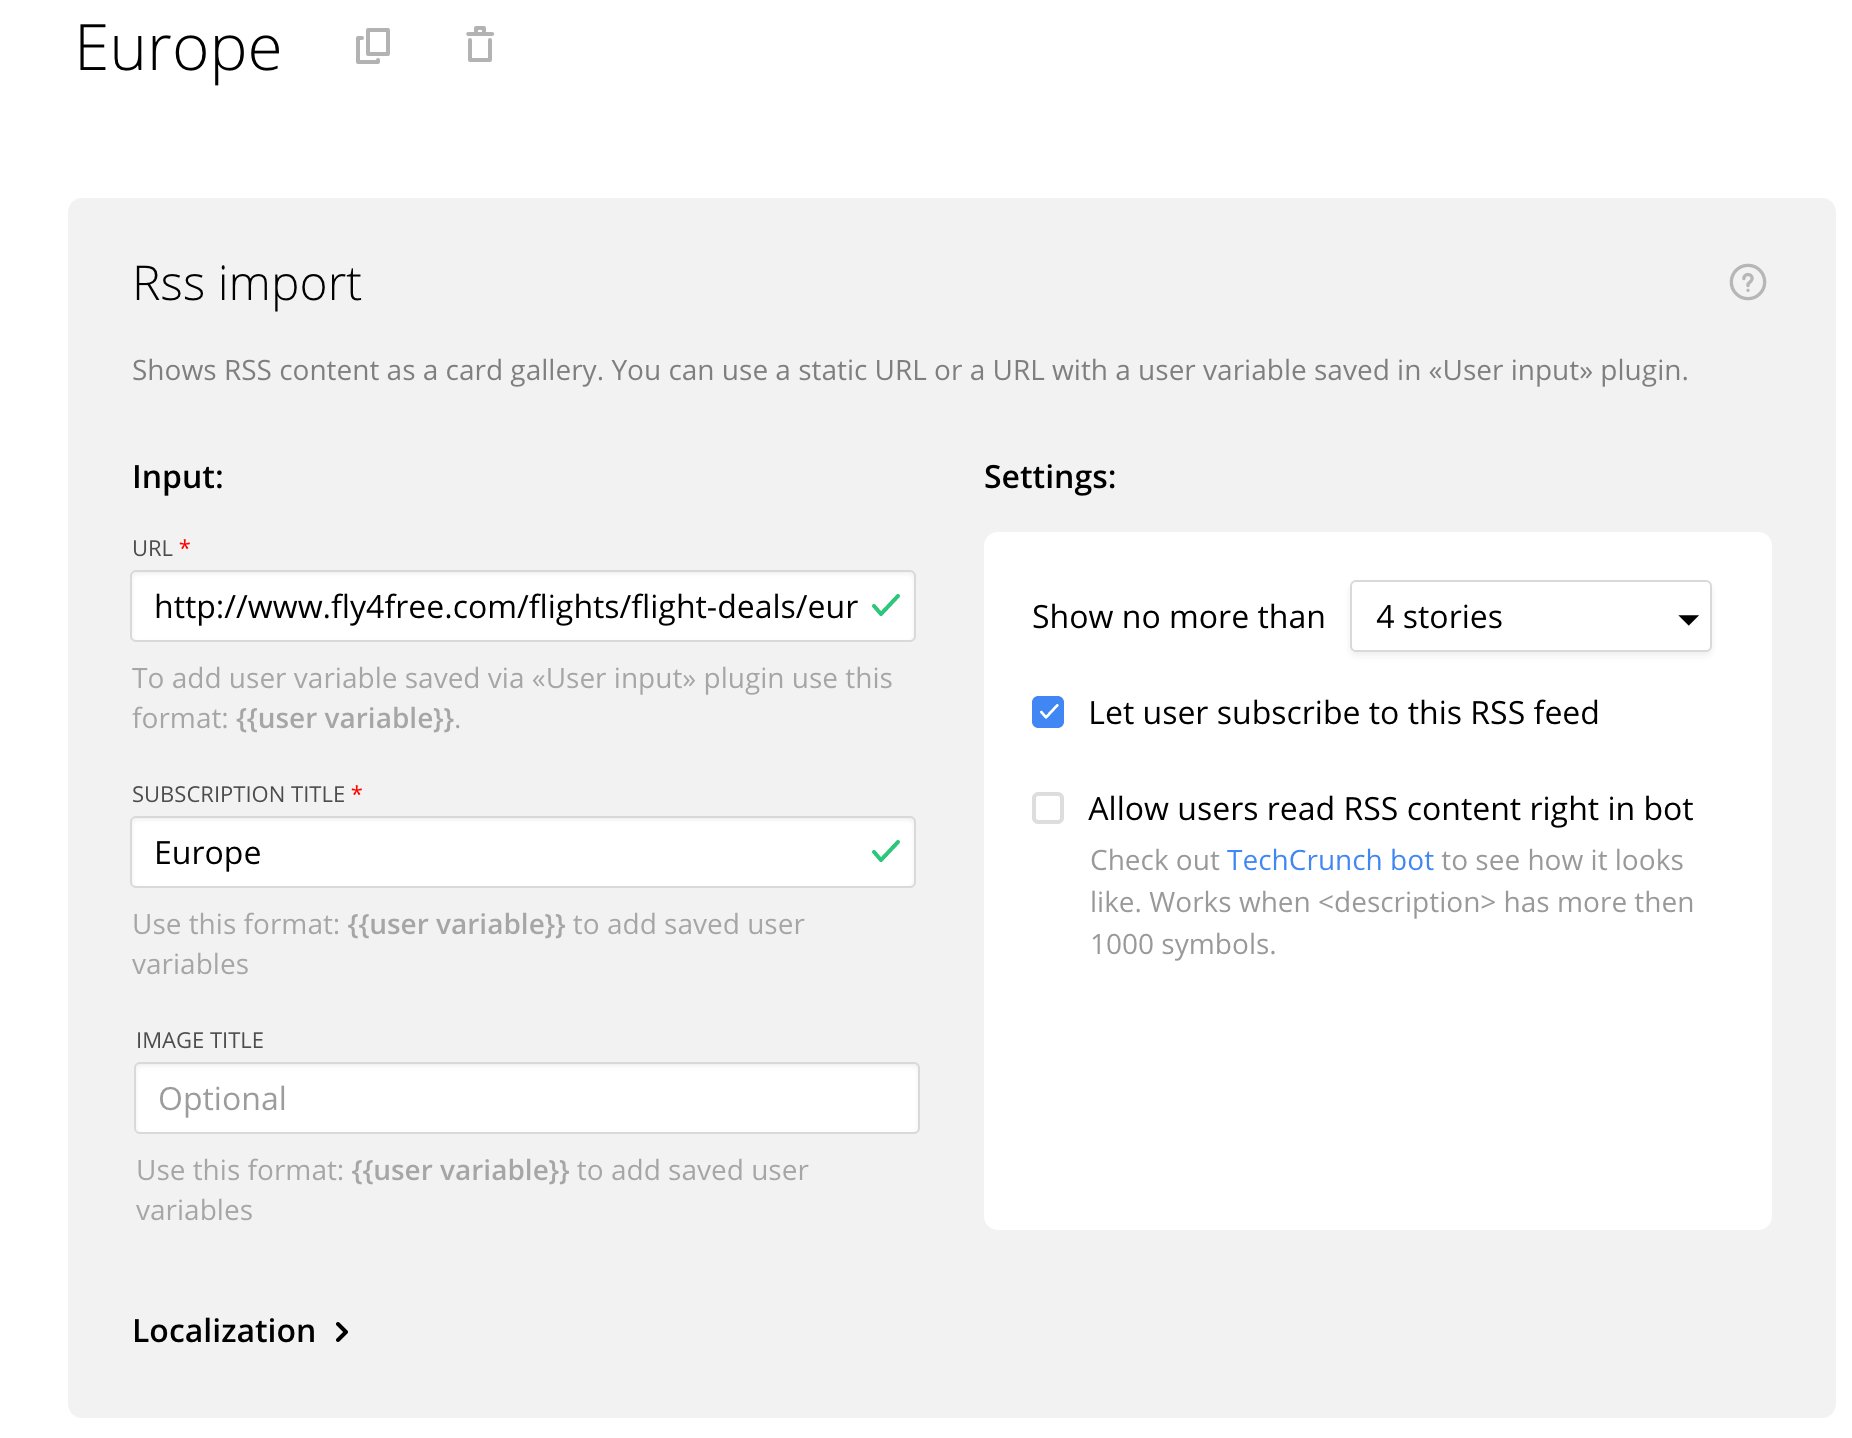 Europe
Rss import
Shows RSS content as a card gallery. You can use a static URL or a URL with a user variable saved in «User input» plugin.
Input:
URL *
http://www.fly4free.com/flights/flight-deals/eur
To add user variable saved via «User input» plugin use this
format: {{user variable}}.
SUBSCRIPTION TITLE *
Europe
Use this format: {{user variable}} to add saved user
variables
IMAGE TITLE
Optional
Use this format: {{user variable}} to add saved user
variables
Localization
Settings:
Show no more than 4 stories
Let user subscribe to this RSS feed
Allow users read RSS content right in bot
Check out TechCrunch bot to see how it looks
like. Works when <description> has more then
1000 symbols.